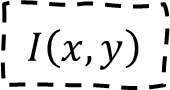 I(x, y)